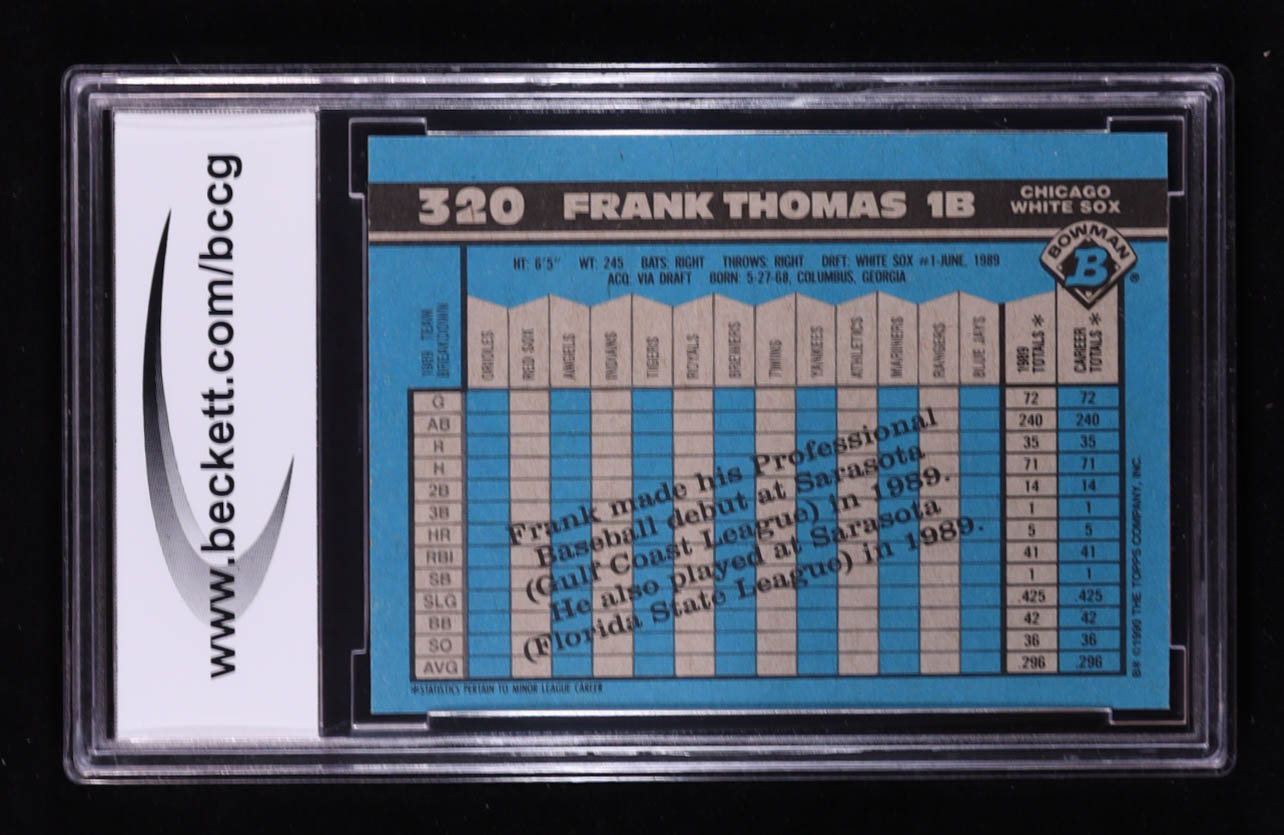 www.beckett.com/bccg
320 FRANK THOMAS 1B
CHICAGO
WHITE SOX
BOWMAN
B
®
HT: 6'5" WT: 245 BATS: RIGHT THROWS: RIGHT DRFT: WHITE SOX #1-JUNE, 1989
ACQ. VIA DRAFT BORN: 5-27-68, COLUMBUS, GEORGIA
1989 TEAM
BREAKDOWN
ORIOLES
RED SOX
ANGELS
INDIANS
TIGERS
ROYALS
BREWERS
TWINS
YANKEES
ATHLETICS
MARINERS
RANGERS
BLUE JAYS
1989
TOTALS *
CAREER
TOTALS *
G 72 72
AB 240 240
R 35 35
H 71 71
2B 14 14
3B 1 1
HR 5 5
RBI 41 41
SB 1 1
SLG .425 .425
BB 42 42
SO 36 36
AVG .296 .296
Frank made his Professional
Baseball debut at Sarasota
(Gulf Coast League) in 1989.
He also played at Sarasota
(Florida State League) in 1989.
*STATISTICS PERTAIN TO MINOR LEAGUE CAREER
B# ©1990 THE TOPPS COMPANY, INC.